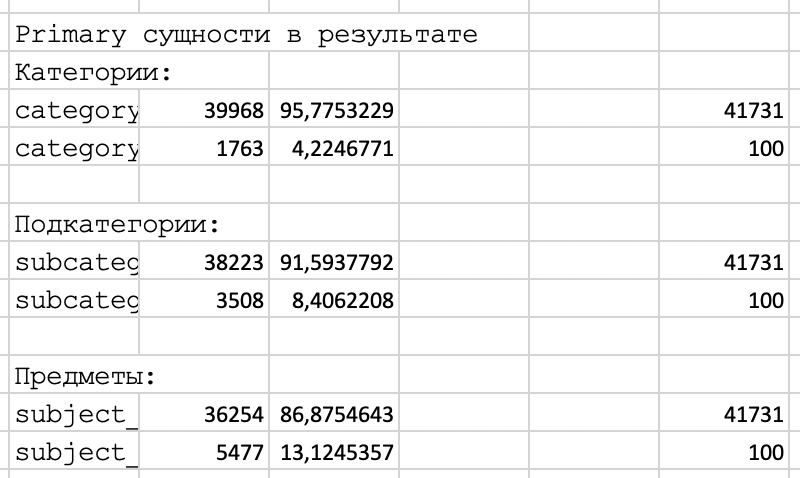 Primary сущности в результате
Категории:
category 39968 95,7753229 41731
category 1763 4,2246771 100
Подкатегории:
subcateg 38223 91,5937792 41731
subcateg 3508 8,4062208 100
Предметы:
subject_ 36254 86,8754643 41731
subject_ 5477 13,1245357 100